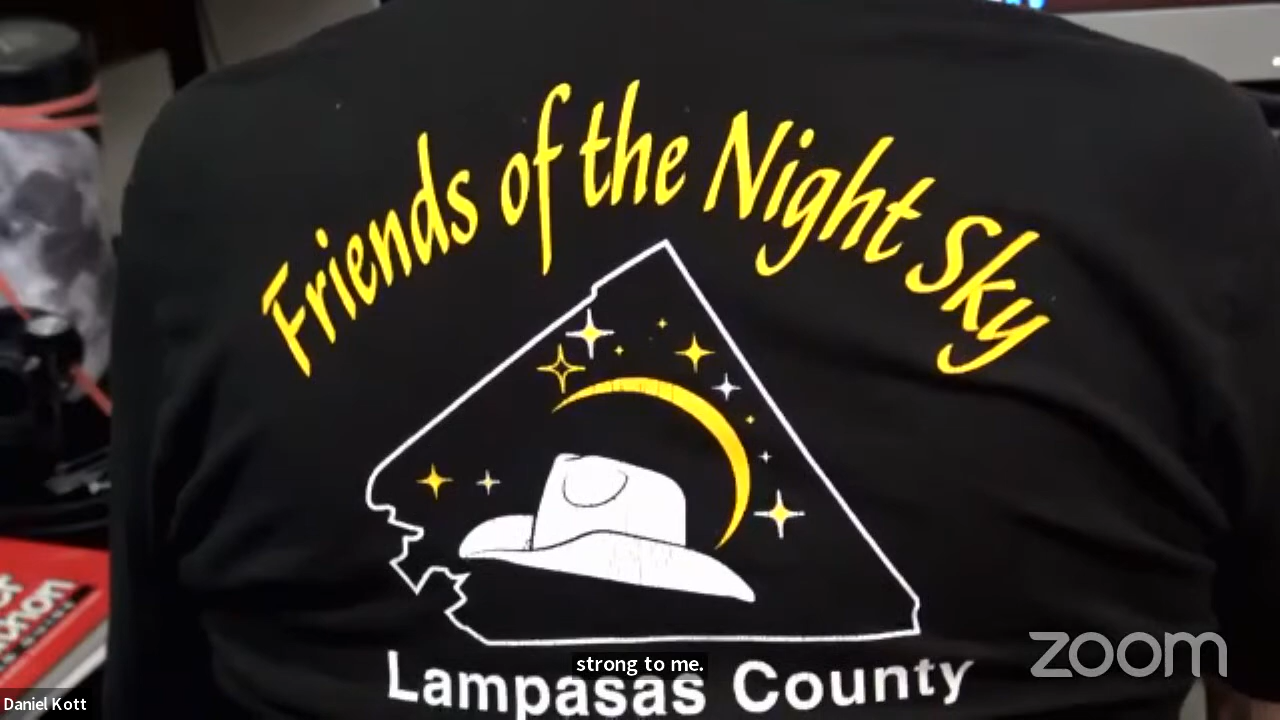 Friends of the Night Sky
strong to me.
Lampasas County
zoom
Daniel Kott